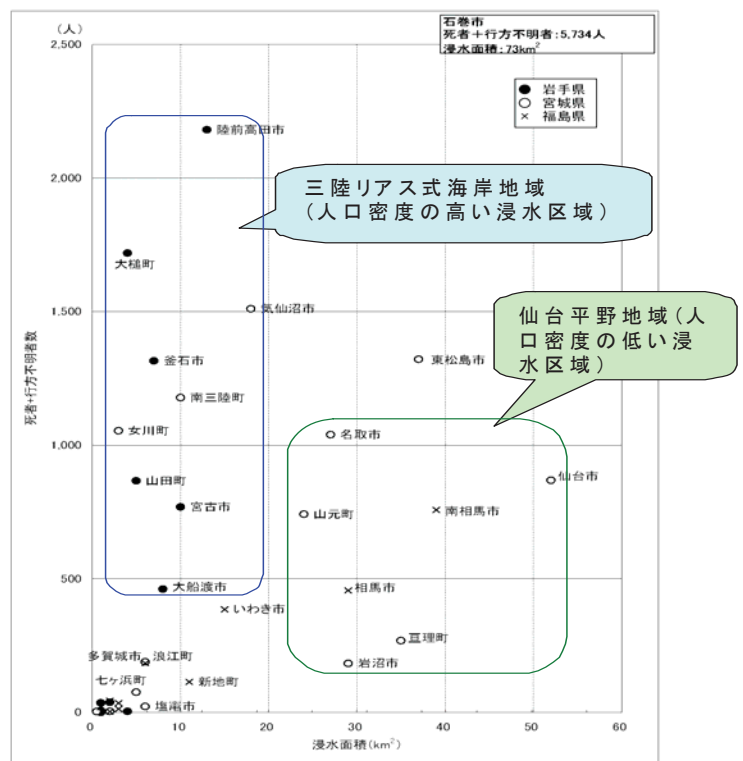 石巻市
死者+行方不明者:5,734人
浸水面積:73km²
(人)
2,500
2,000
1,500
1,000
500
0
● 岩手県
○ 宮城県
× 福島県
陸前高田市
三陸リアス式海岸地域
(人口密度の高い浸水区域)
大槌町
気仙沼市
仙台平野地域(人
口密度の低い浸
水区域)
釜石市
東松島市
南三陸町
女川町
名取市
山田町
仙台市
宮古市
山元町
南相馬市
大船渡市
相馬市
いわき市
亘理町
多賀城市
浪江町
岩沼市
七ヶ浜町
新地町
塩竃市
死者+行方不明者数
0
10
20
30
40
50
60
浸水面積(km²)